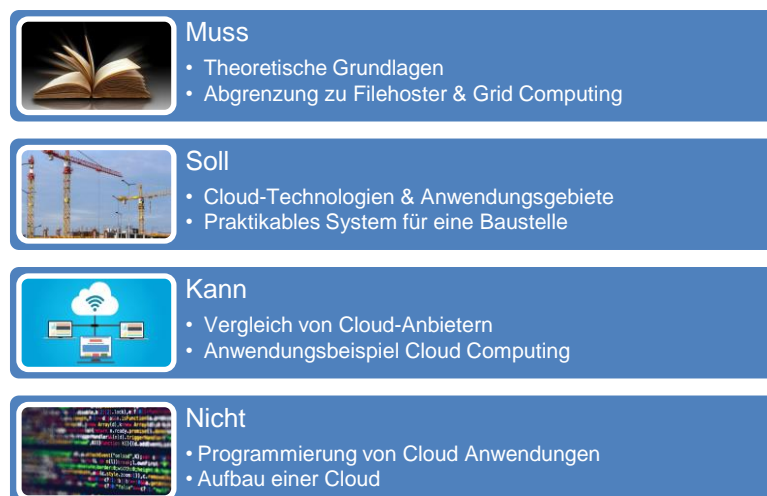 Muss
• Theoretische Grundlagen
• Abgrenzung zu Filehoster & Grid Computing
Soll
• Cloud-Technologien & Anwendungsgebiete
• Praktikables System für eine Baustelle
Kann
• Vergleich von Cloud-Anbietern
• Anwendungsbeispiel Cloud Computing
Nicht
• Programmierung von Cloud Anwendungen
• Aufbau einer Cloud